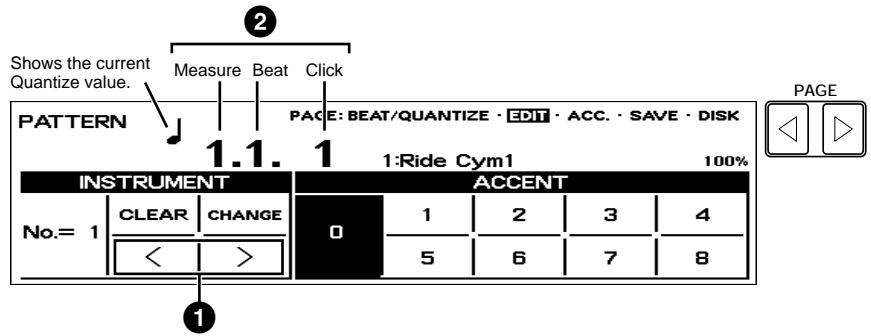 ❷
Shows the current
Quantize value.
Measure Beat Click
PAGE
PATTERN
PAGE: BEAT/QUANTIZE · EDIT · ACC. · SAVE · DISK
1.1. 1
1:Ride Cym1
100%
INSTRUMENT
ACCENT
No.= 1
CLEAR
CHANGE
0
1
2
3
4
<
>
5
6
7
8
❶